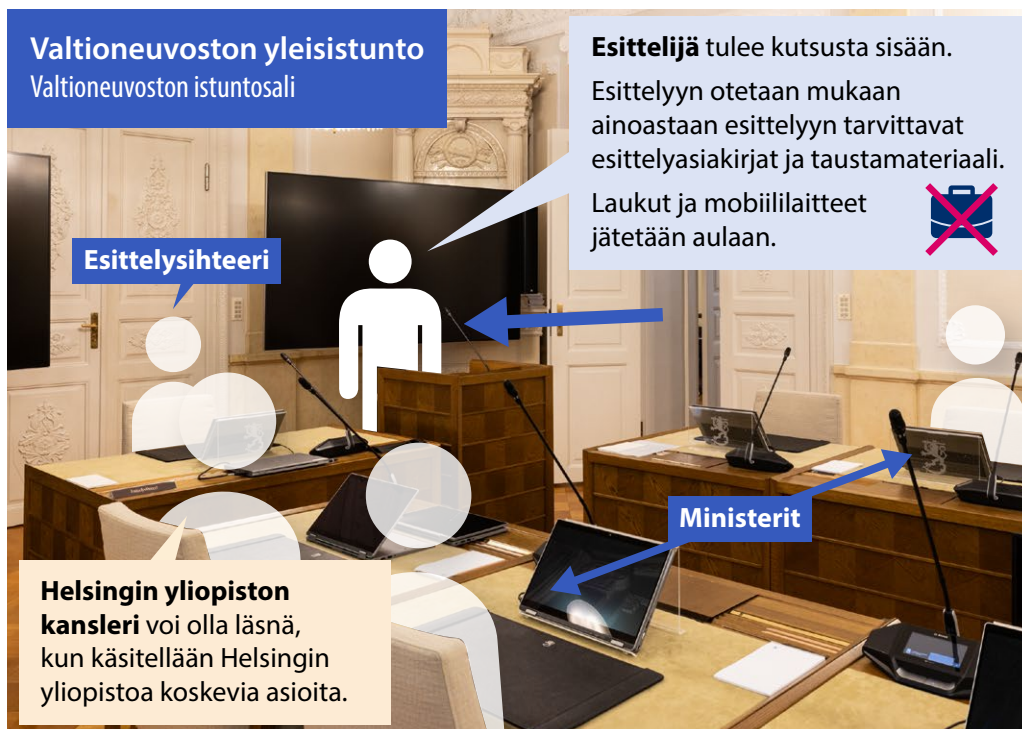 Valtioneuvoston yleisistunto
Valtioneuvoston istuntosali
Esittelijä tulee kutsusta sisään.
Esittelyyn otetaan mukaan
ainoastaan esittelyyn tarvittavat
esittelyasiakirjat ja taustamateriaali.
Laukut ja mobiililaitteet
jätetään aulaan.
Esittelysihteeri
Ministerit
Helsingin yliopiston
kansleri voi olla läsnä,
kun käsitellään Helsingin
yliopistoa koskevia asioita.